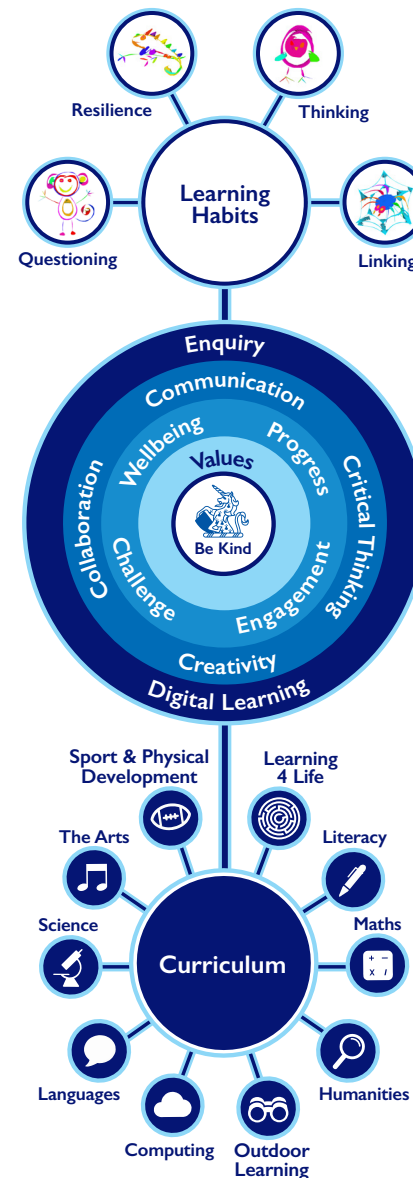 Resilience
Thinking
Learning
Habits
Questioning
Linking
Enquiry
Communication
Wellbeing
Progress
Values
Collaboration
Critical Thinking
Be Kind
Challenge
Engagement
Creativity
Digital Learning
Sport & Physical
Development
Learning
4 Life
The Arts
Literacy
Science
Maths
+ −
x /
Curriculum
Languages
Humanities
Computing
Outdoor
Learning